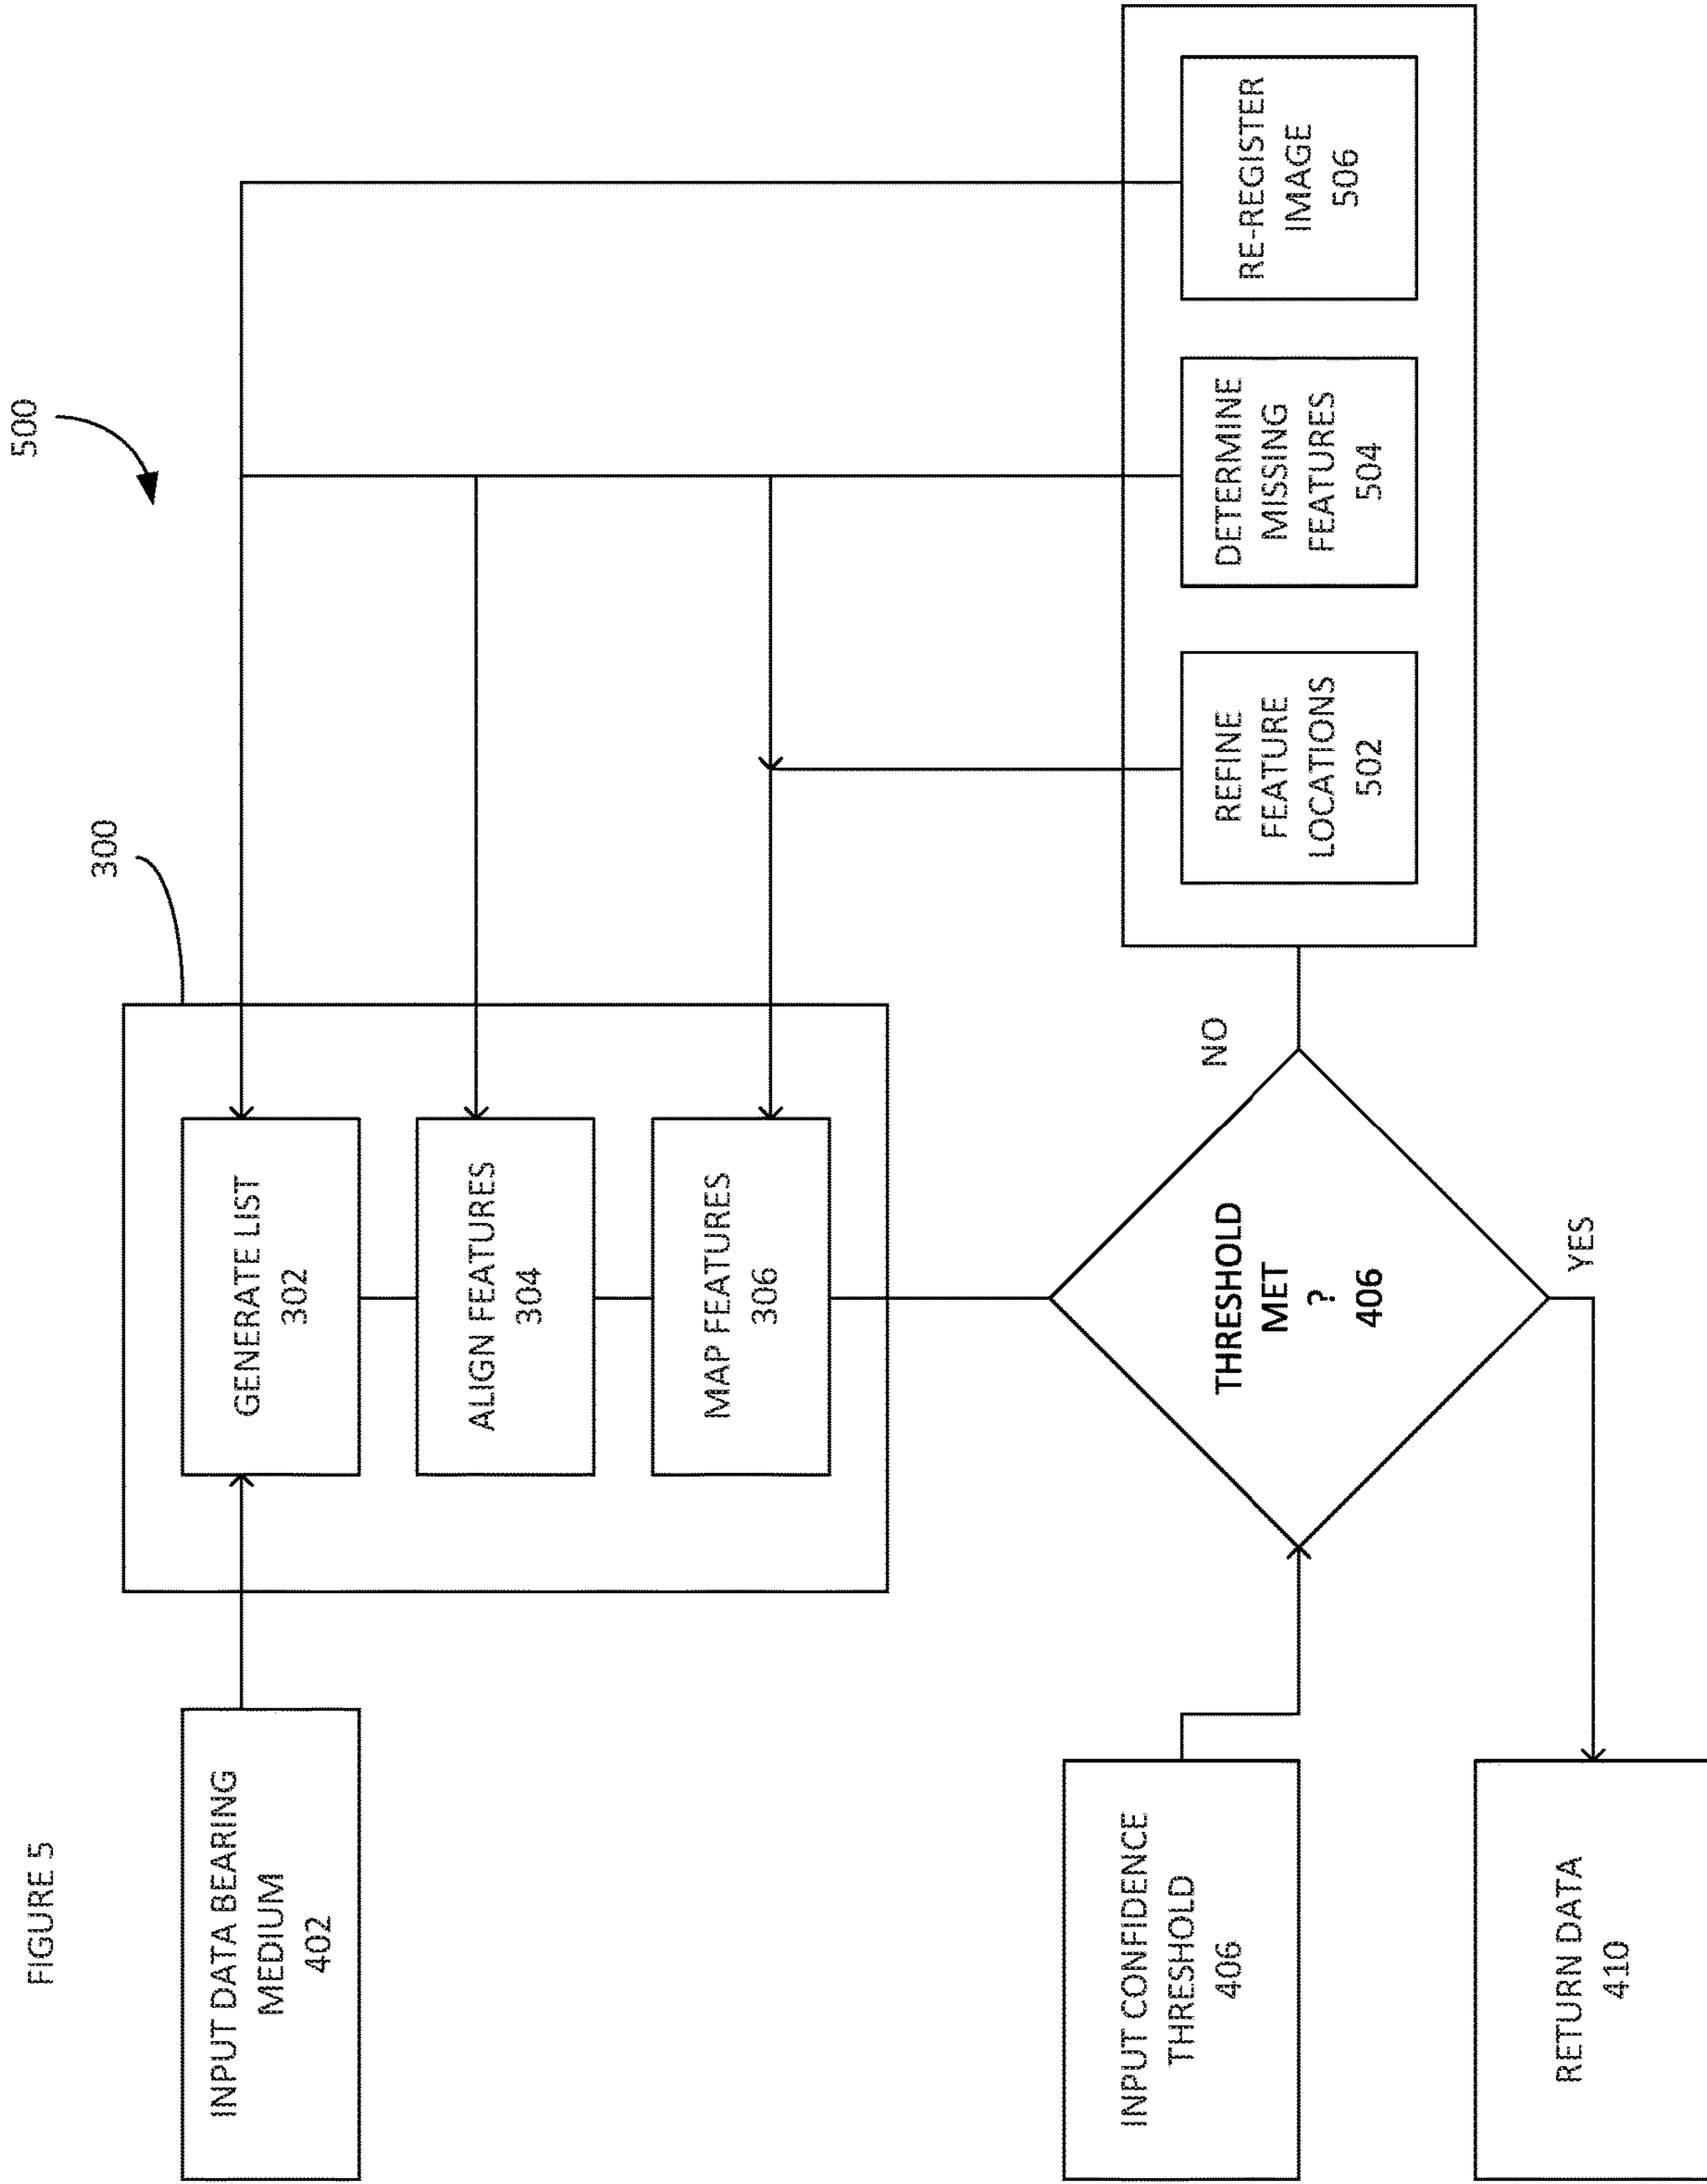 FIGURE 5
500
300
INPUT DATA BEARING
MEDIUM
402
GENERATE LIST
302
ALIGN FEATURES
304
MAP FEATURES
306
INPUT CONFIDENCE
THRESHOLD
406
THRESHOLD
MET
?
406
NO
YES
REFINE
FEATURE
LOCATIONS
502
DETERMINE
MISSING
FEATURES
504
RE-REGISTER
IMAGE
506
RETURN DATA
410